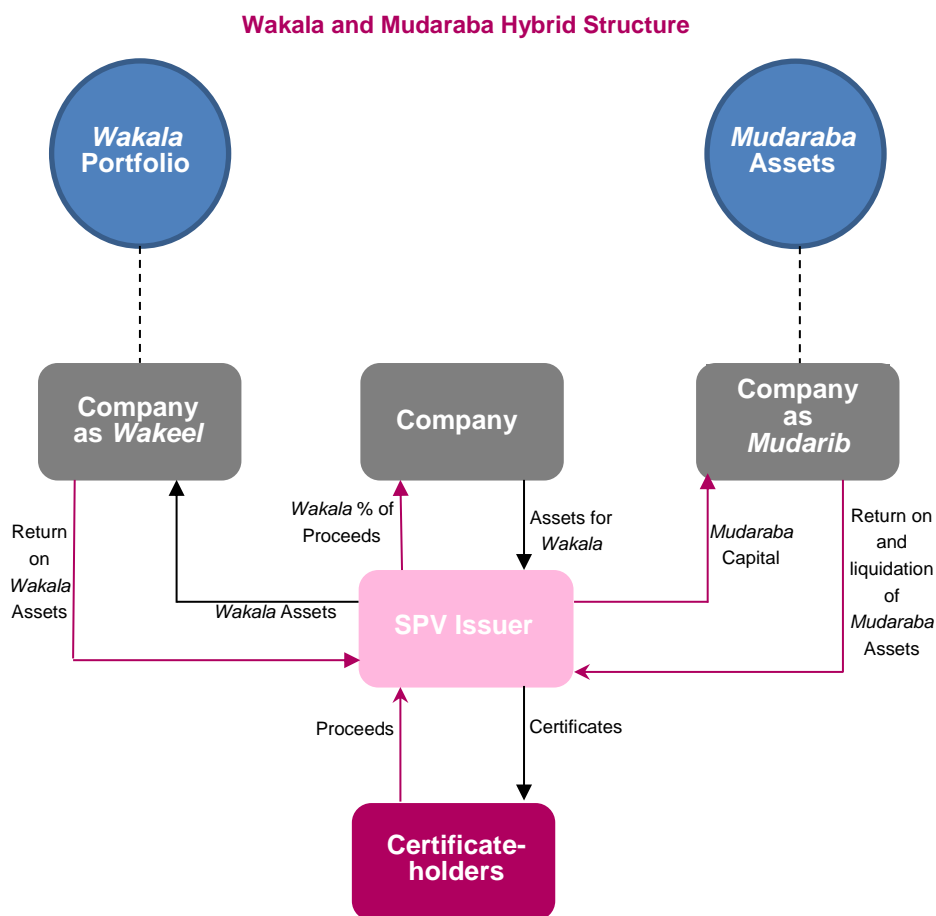 Wakala and Mudaraba Hybrid Structure
Wakala
Portfolio
Mudaraba
Assets
Company
as Wakeel
Company
Company
as
Mudarib
Wakala % of
Proceeds
Assets for
Wakala
Return
on
Wakala
Assets
Wakala Assets
Mudaraba
Capital
Return on
and
liquidation
of
Mudaraba
Assets
SPV Issuer
Proceeds
Certificates
Certificate-
holders